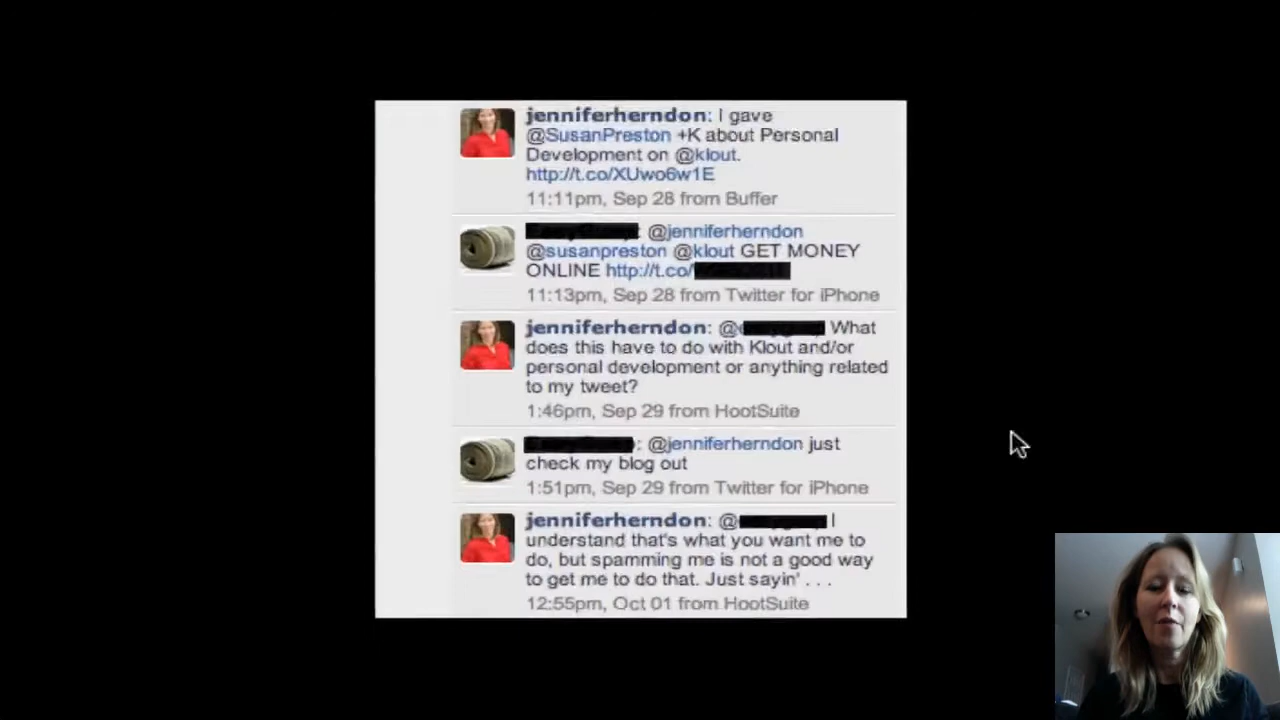 jenniferherndon: I gave
@SusanPreston +K about Personal
Development on @klout.
http://t.co/XUwo6w1E
11:11pm, Sep 28 from Buffer
: @jenniferherndon
@susanpreston @klout GET MONEY
ONLINE http://t.co/
11:13pm, Sep 28 from Twitter for iPhone
jenniferherndon: @ What
does this have to do with Klout and/or
personal development or anything related
to my tweet?
1:46pm, Sep 29 from HootSuite
: @jenniferherndon just
check my blog out
1:51pm, Sep 29 from Twitter for iPhone
jenniferherndon: @ I
understand that's what you want me to
do, but spamming me is not a good way
to get me to do that. Just sayin' . . .
12:55pm, Oct 01 from HootSuite